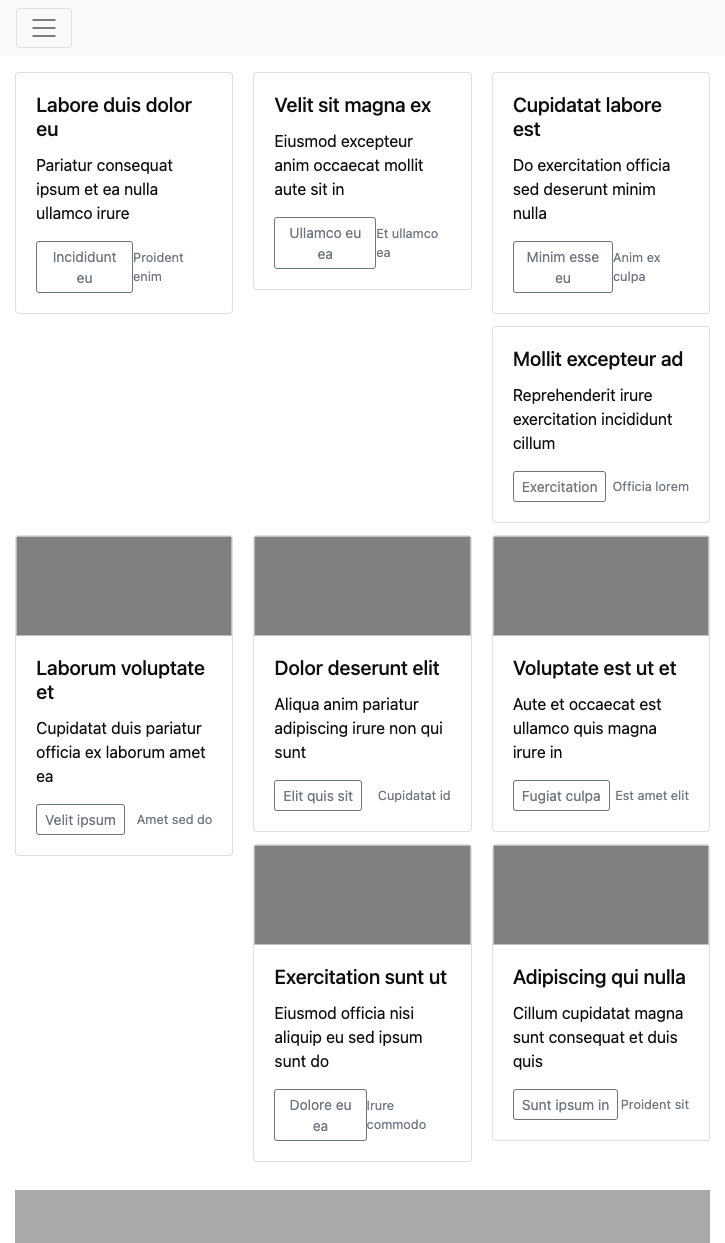 Labore duis dolor
eu
Pariatur consequat
ipsum et ea nulla
ullamco irure
Incididunt
eu
Proident
enim
Velit sit magna ex
Eiusmod excepteur
anim occaecat mollit
aute sit in
Ullamco eu
ea
Et ullamco
ea
Cupidatat labore
est
Do exercitation officia
sed deserunt minim
nulla
Minim esse
eu
Anim ex
culpa
Mollit excepteur ad
Reprehenderit irure
exercitation incididunt
cillum
Exercitation
Officia lorem
Laborum voluptate
et
Cupidatat duis pariatur
officia ex laborum amet
ea
Velit ipsum
Amet sed do
Dolor deserunt elit
Aliqua anim pariatur
adipiscing irure non qui
sunt
Elit quis sit
Cupidatat id
Voluptate est ut et
Aute et occaecat est
ullamco quis magna
irure in
Fugiat culpa
Est amet elit
Exercitation sunt ut
Eiusmod officia nisi
aliquip eu sed ipsum
sunt do
Dolore eu
ea
Irure
commodo
Adipiscing qui nulla
Cillum cupidatat magna
sunt consequat et duis
quis
Sunt ipsum in
Proident sit